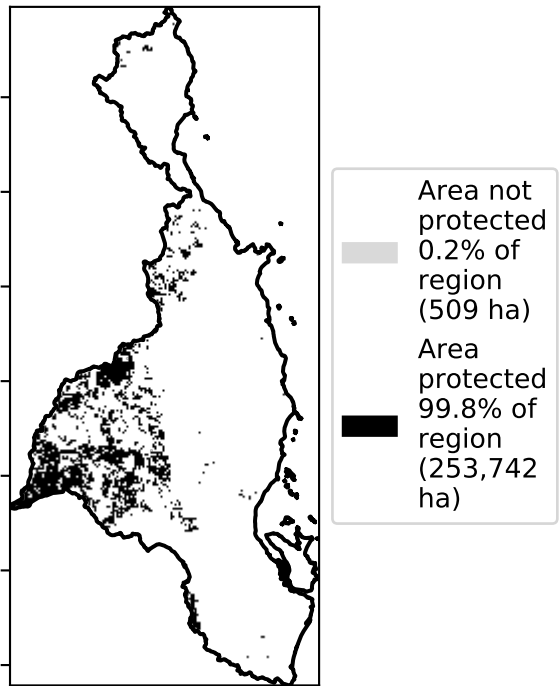 Area not
protected
0.2% of
region
(509 ha)
Area
protected
99.8% of
region
(253,742
ha)